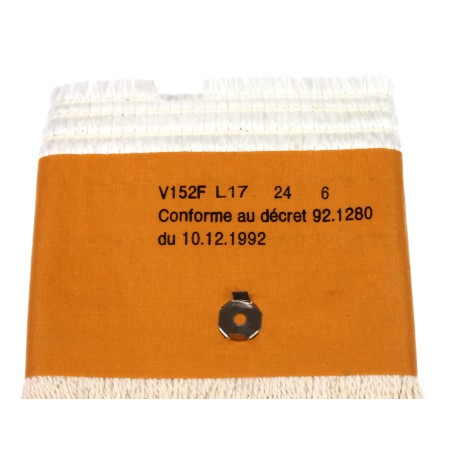 V152F L17 24 6
Conforme au décret 92.1280
du 10.12.1992